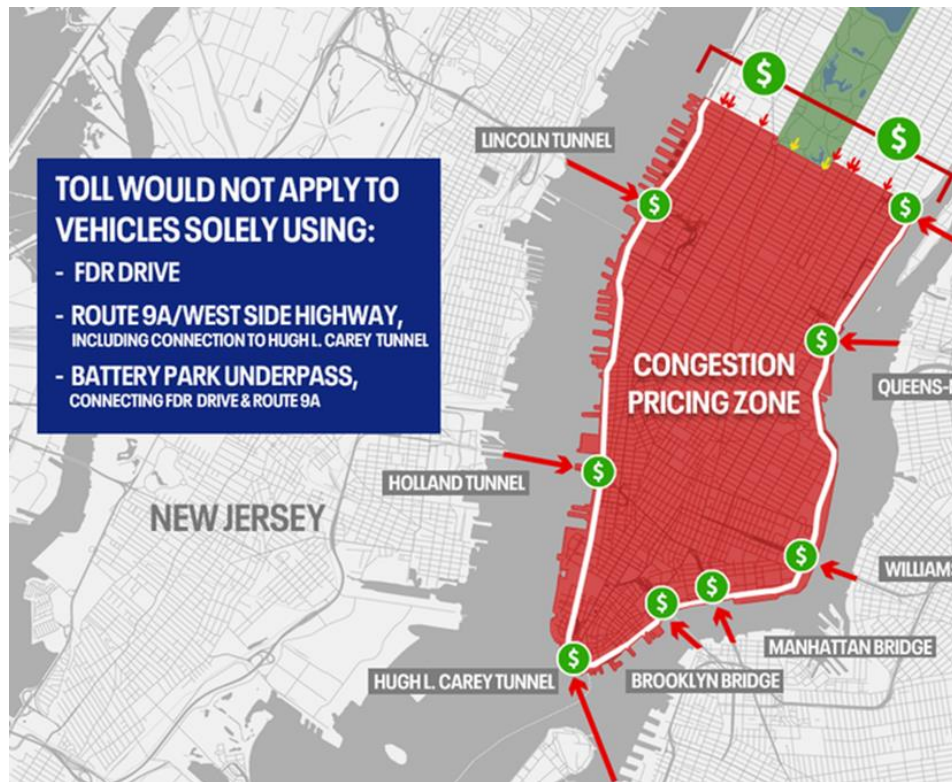 LINCOLN TUNNEL
TOLL WOULD NOT APPLY TO
VEHICLES SOLELY USING:
- FDR DRIVE
- ROUTE 9A/WEST SIDE HIGHWAY,
INCLUDING CONNECTION TO HUGH L. CAREY TUNNEL
- BATTERY PARK UNDERPASS,
CONNECTING FDR DRIVE & ROUTE 9A
$
$
$
$
$
CONGESTION
PRICING ZONE
QUEENS-
HOLLAND TUNNEL
$
NEW JERSEY
$
WILLIAMS
$
$
MANHATTAN BRIDGE
$
HUGH L. CAREY TUNNEL
BROOKLYN BRIDGE